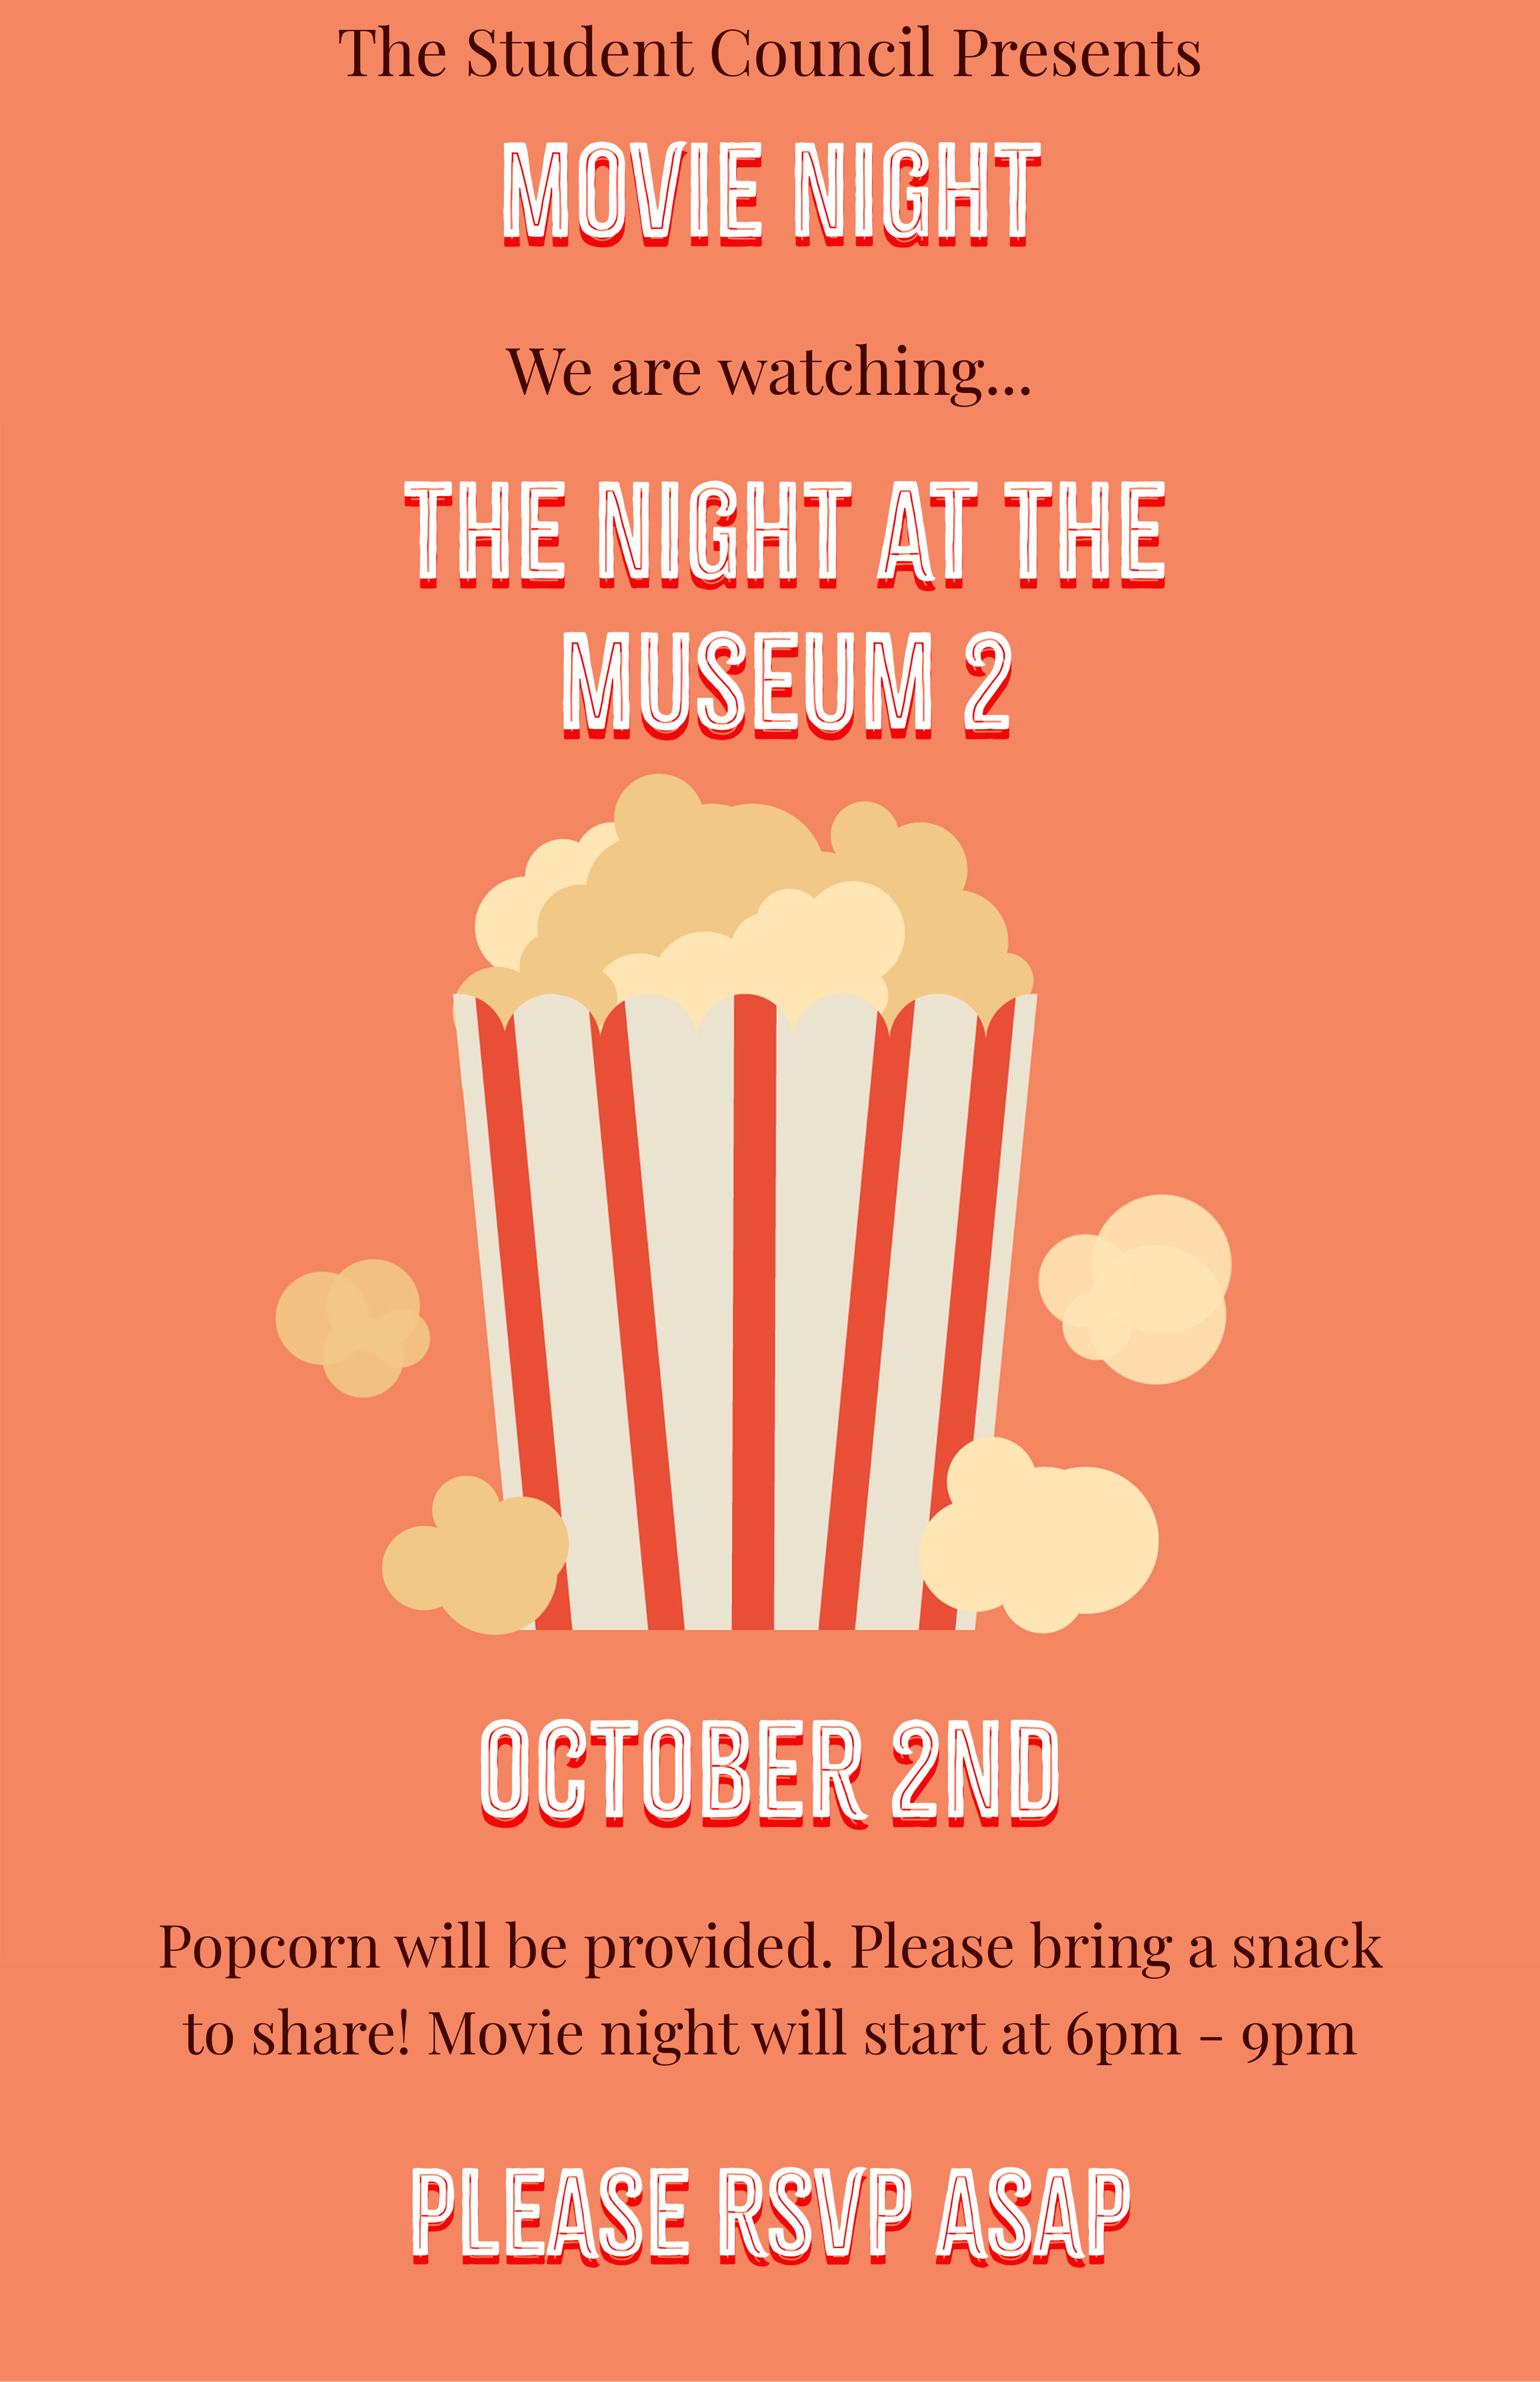 The Student Council Presents
MOVIE NIGHT
We are watching...
THE NIGHT AT THE
MUSEUM 2
OCTOBER 2ND
Popcorn will be provided. Please bring a snack
to share! Movie night will start at 6pm - 9pm
PLEASE RSVP ASAP